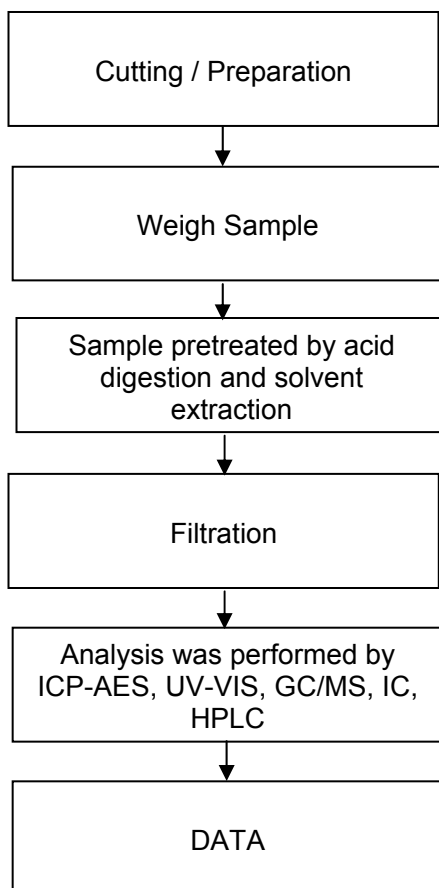 Cutting / Preparation
Weigh Sample
Sample pretreated by acid
digestion and solvent
extraction
Filtration
Analysis was performed by
ICP-AES, UV-VIS, GC/MS, IC,
HPLC
DATA